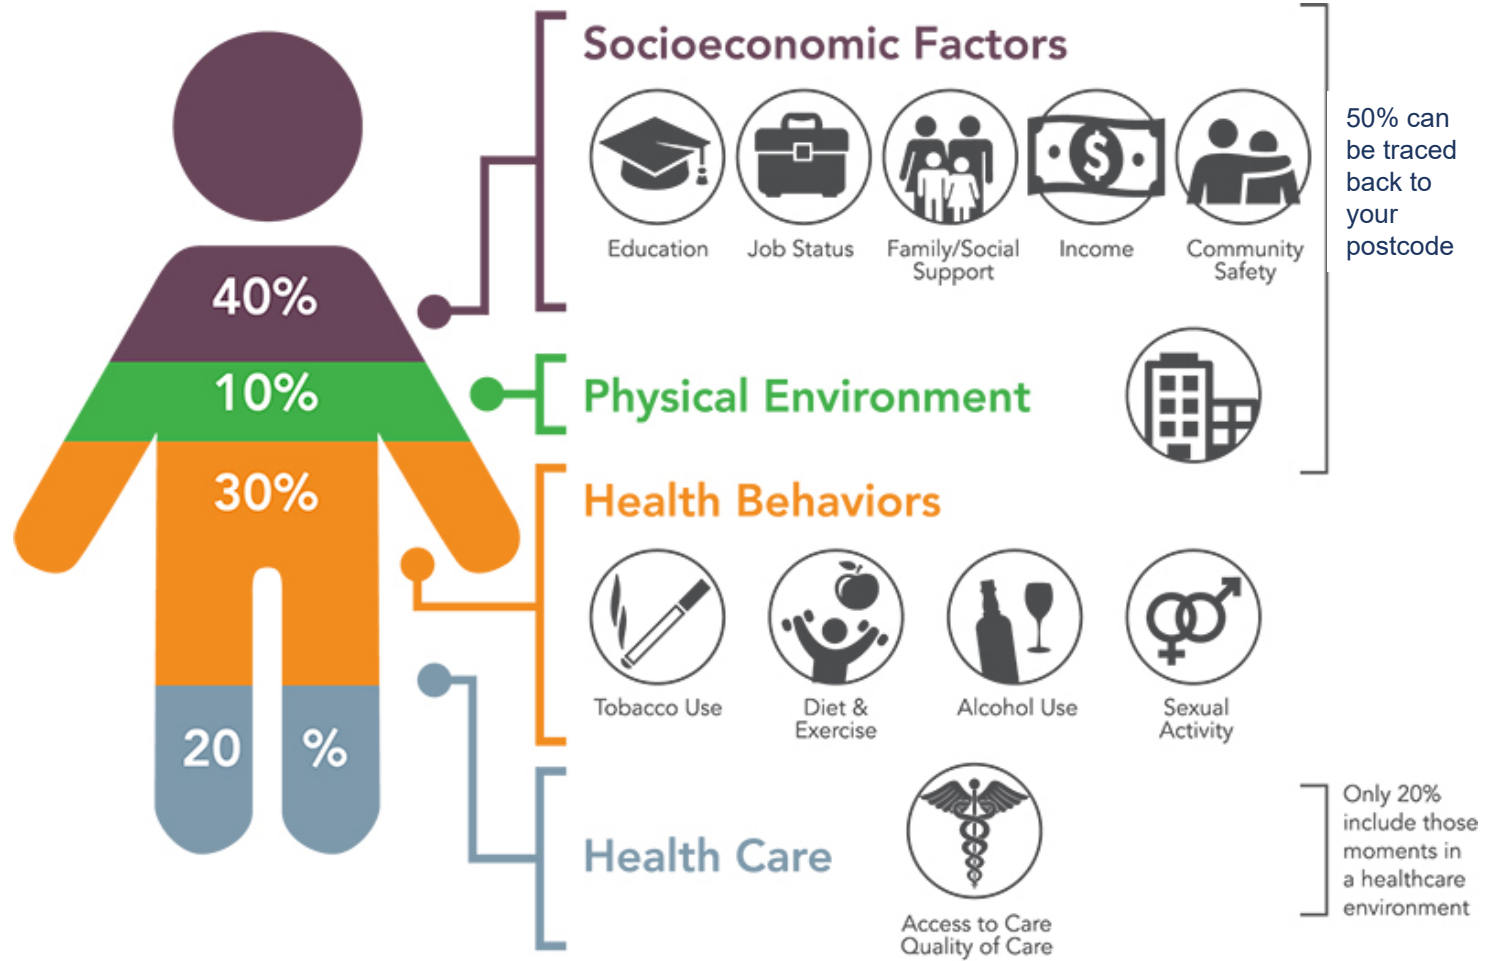 Socioeconomic Factors
Education
Job Status
Family/Social
Support
Income
Community
Safety
50% can
be traced
back to
your
postcode
40%
10%
Physical Environment
30%
Health Behaviors
Tobacco Use
Diet &
Exercise
Alcohol Use
Sexual
Activity
20 %
Health Care
Access to Care
Quality of Care
Only 20%
include those
moments in
a healthcare
environment